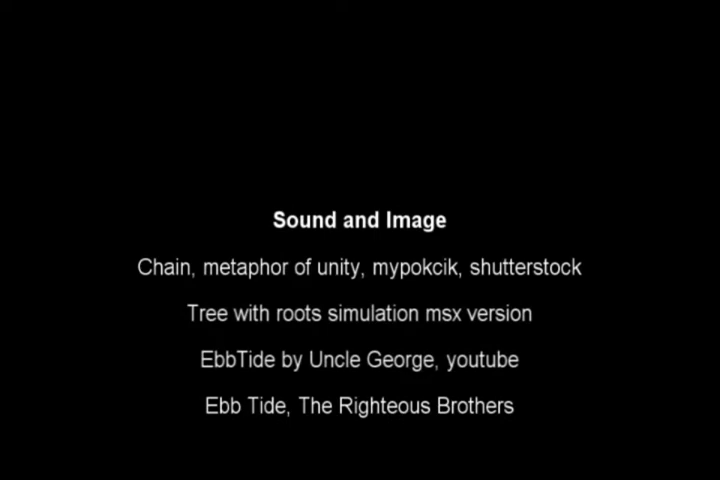 Sound and Image
Chain, metaphor of unity, mypokcik, shutterstock
Tree with roots simulation msx version
EbbTide by Uncle George, youtube
Ebb Tide, The Righteous Brothers